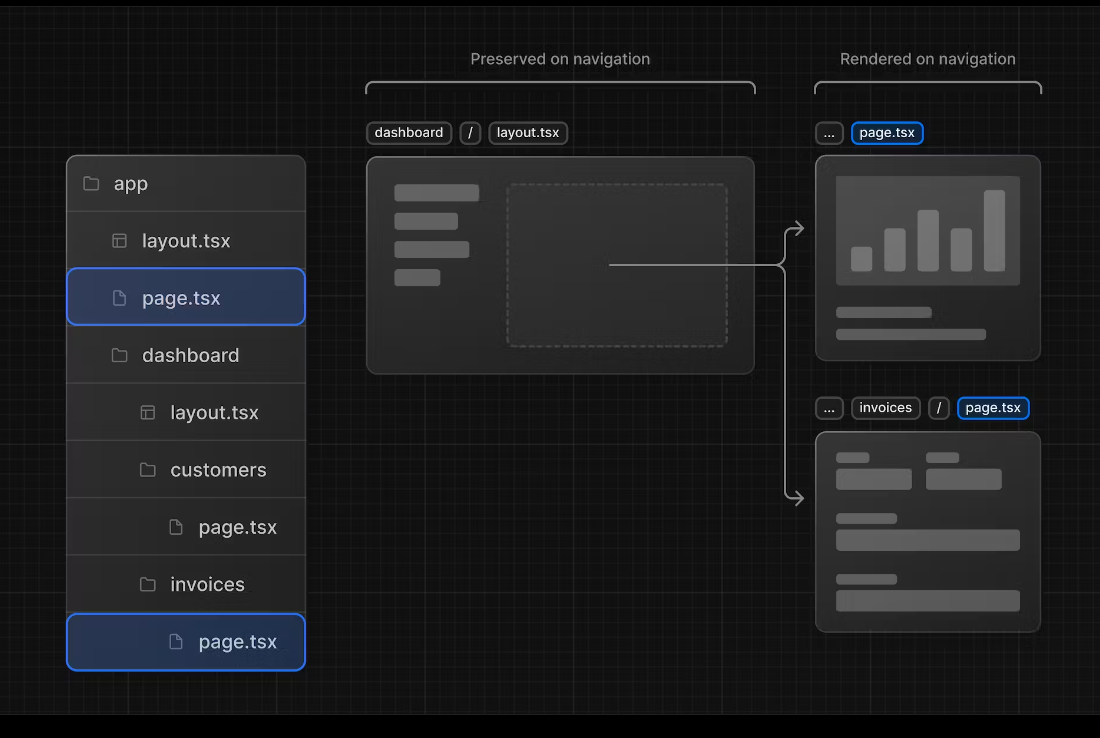 Preserved on navigation
Rendered on navigation
dashboard / layout.tsx
... page.tsx
app
layout.tsx
page.tsx
dashboard
layout.tsx
customers
page.tsx
invoices
page.tsx
... invoices / page.tsx